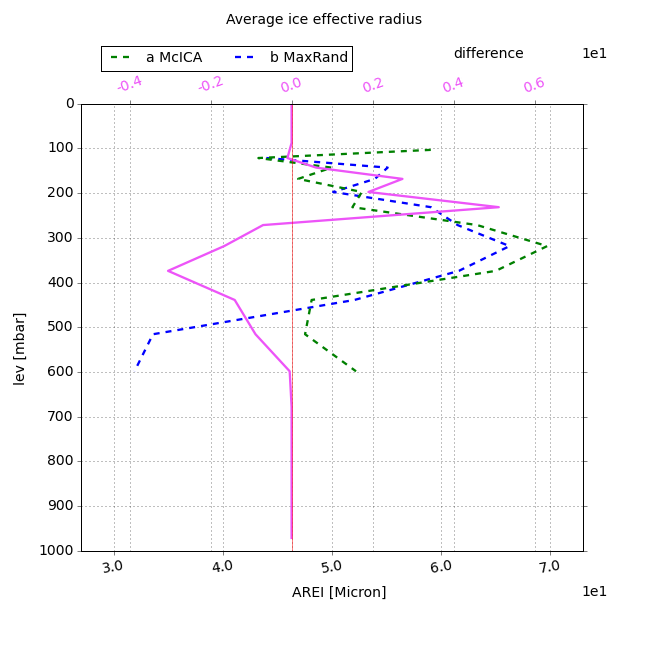 Average ice effective radius
a McICA b MaxRand difference 1e1
-0.4 -0.2 0.0 0.2 0.4 0.6
0
100
200
300
400
500
600
700
800
900
1000
lev [mbar]
3.0 4.0 5.0 6.0 7.0
AREI [Micron] 1e1